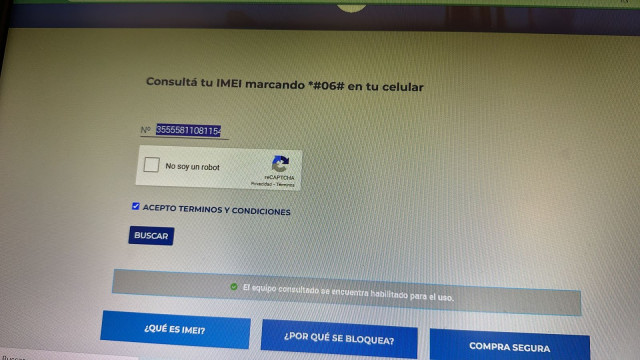 Consultá tu IMEI marcando *#06# en tu celular
Nº 35555811081154
No soy un robot
reCAPTCHA
Privacidad - Términos
ACEPTO TERMINOS Y CONDICIONES
BUSCAR
El equipo consultado se encuentra habilitado para el uso.
¿QUÉ ES IMEI?
¿POR QUÉ SE BLOQUEA?
COMPRA SEGURA
Buscar